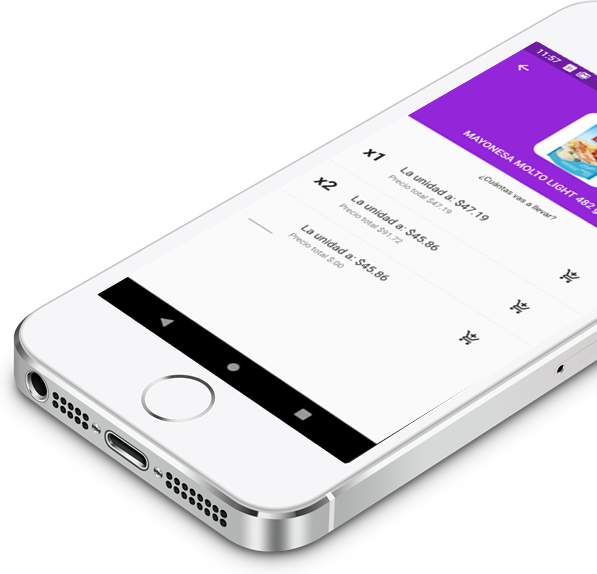 11:57
MAYONESA MOLTO LIGHT 482 g
¿Cuántas vas a llevar?
x1
La unidad a: $47.19
Precio total $47.19
x2
La unidad a: $45.86
Precio total $91.72
La unidad a: $45.86
Precio total $.00